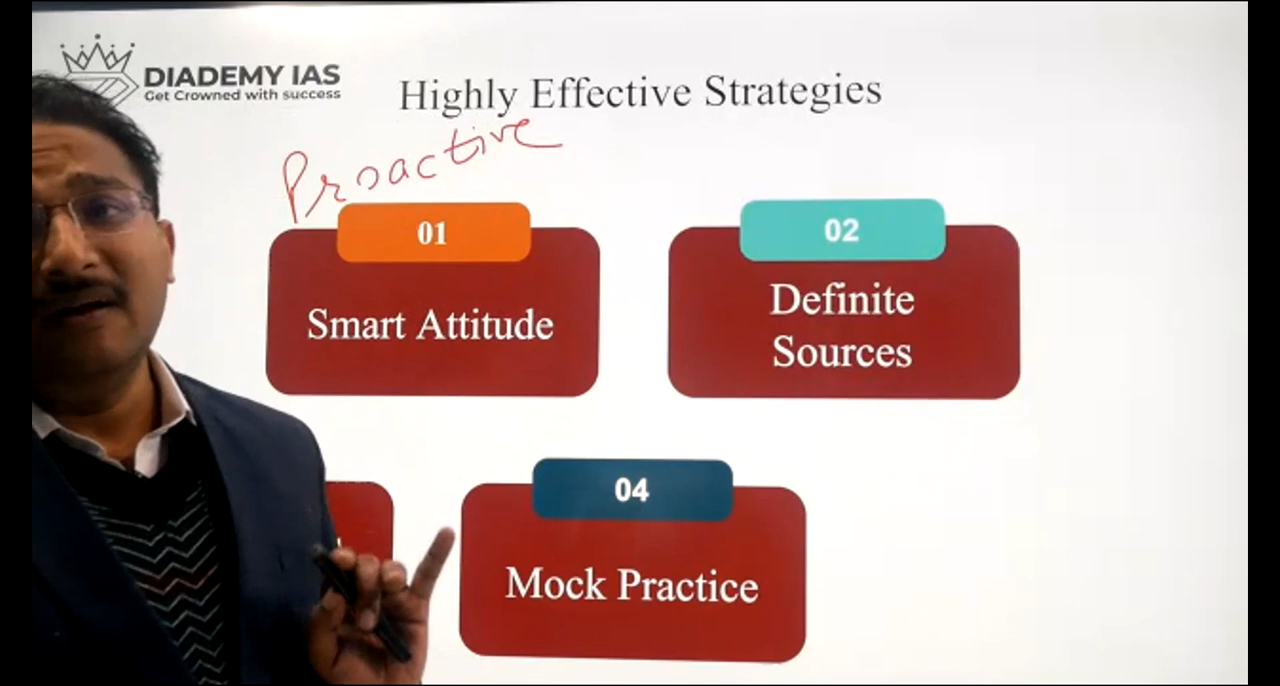 DIADEMY IAS
Get Crowned with success
Highly Effective Strategies
Proactive
01
Smart Attitude
02
Definite
Sources
04
Mock Practice